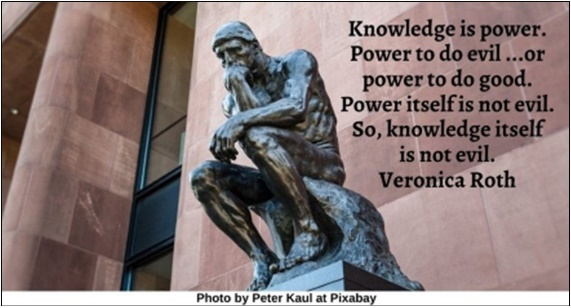 Knowledge is power.
Power to do evil ...or
power to do good.
Power itself is not evil.
So, knowledge itself
is not evil.
Veronica Roth
Photo by Peter Kaul at Pixabay